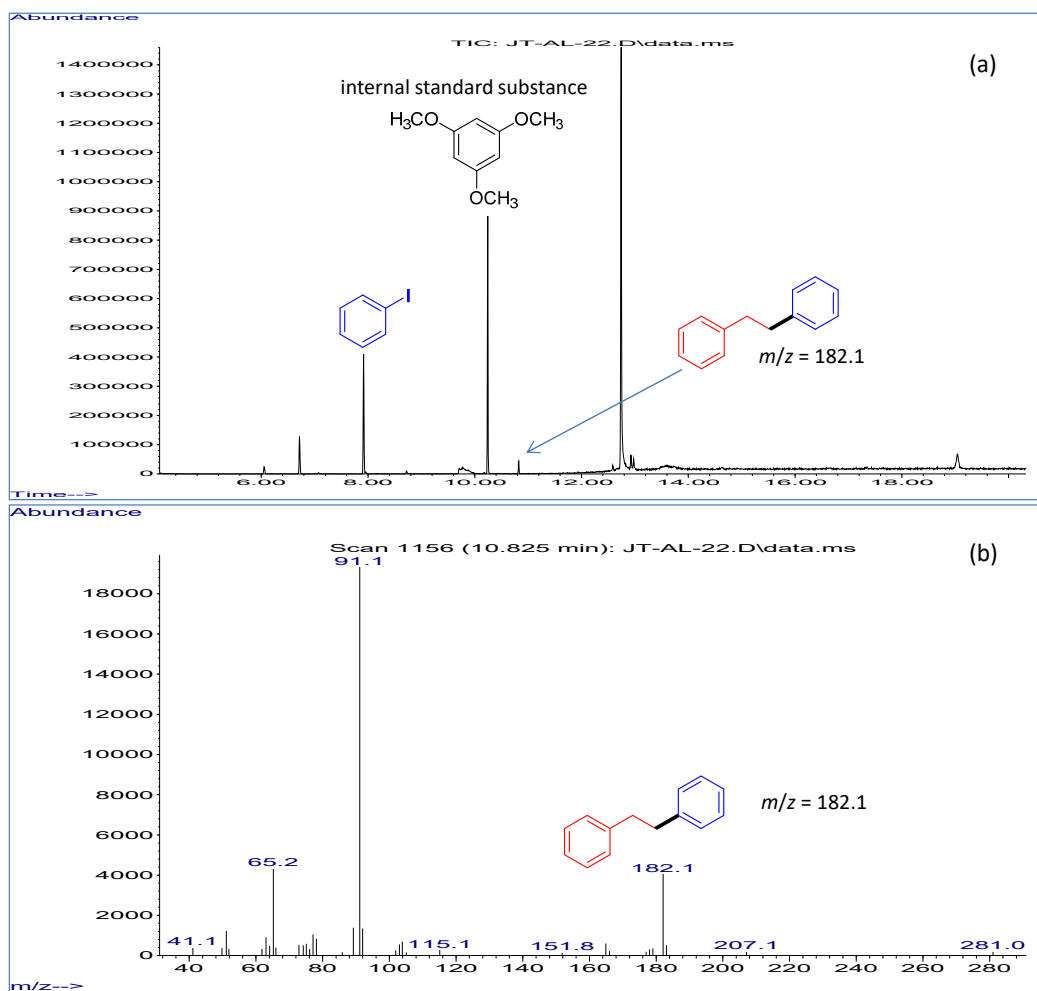 Abundance
TIC: JT-AL-22.D\data.ms
(a)
1400000
1300000
1200000
1100000
1000000
900000
800000
700000
600000
500000
400000
300000
200000
100000
0
internal standard substance
H3CO
OCH3
OCH3
I
m/z = 182.1
6.00 8.00 10.00 12.00 14.00 16.00 18.00
Time-->
Abundance
Scan 1156 (10.825 min): JT-AL-22.D\data.ms
(b)
91.1
18000
16000
14000
12000
10000
8000
6000
4000
2000
0
m/z = 182.1
65.2
182.1
41.1
115.1
151.8
207.1
281.0
40 60 80 100 120 140 160 180 200 220 240 260 280
m/z-->